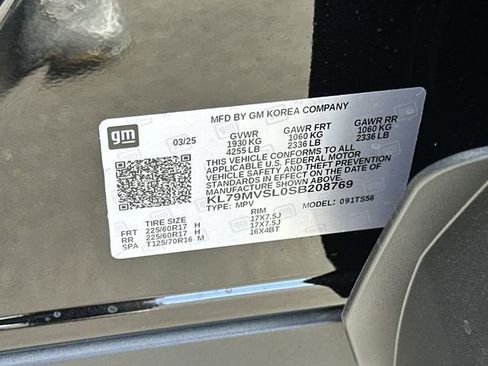 MFD BY GM KOREA COMPANY
gm
03/25 GVWR GAWR FRT GAWR RR
1930 KG 1060 KG 1060 KG
4255 LB 2336 LB 2336 LB
THIS VEHICLE CONFORMS TO ALL
APPLICABLE U.S. FEDERAL MOTOR
VEHICLE SAFETY AND THEFT PREVENTION
STANDARDS IN EFFECT ON THE DATE OF
MANUFACTURE SHOWN ABOVE.
KL79MVSL0SB208769
TYPE: MPV MODEL: 091TS56
TIRE SIZE RIM
FRT 225/60R17 H 17X7.5J
RR 225/60R17 H 17X7.5J
SPA T125/70R16 M 16X4BT